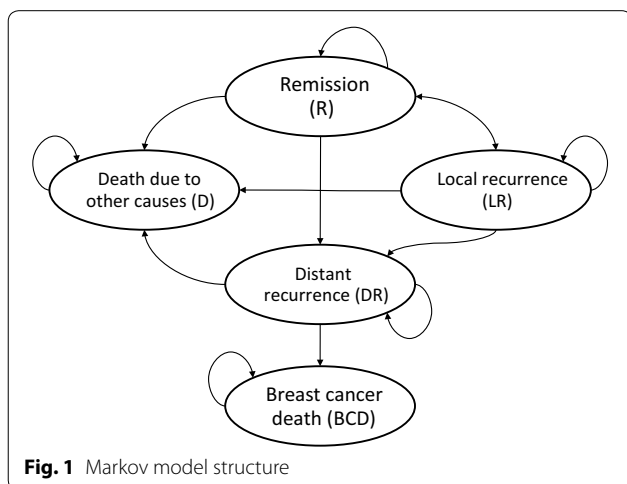 Remission
(R)
Death due to
other causes (D)
Local recurrence
(LR)
Distant
recurrence (DR)
Breast cancer
death (BCD)
Fig. 1 Markov model structure